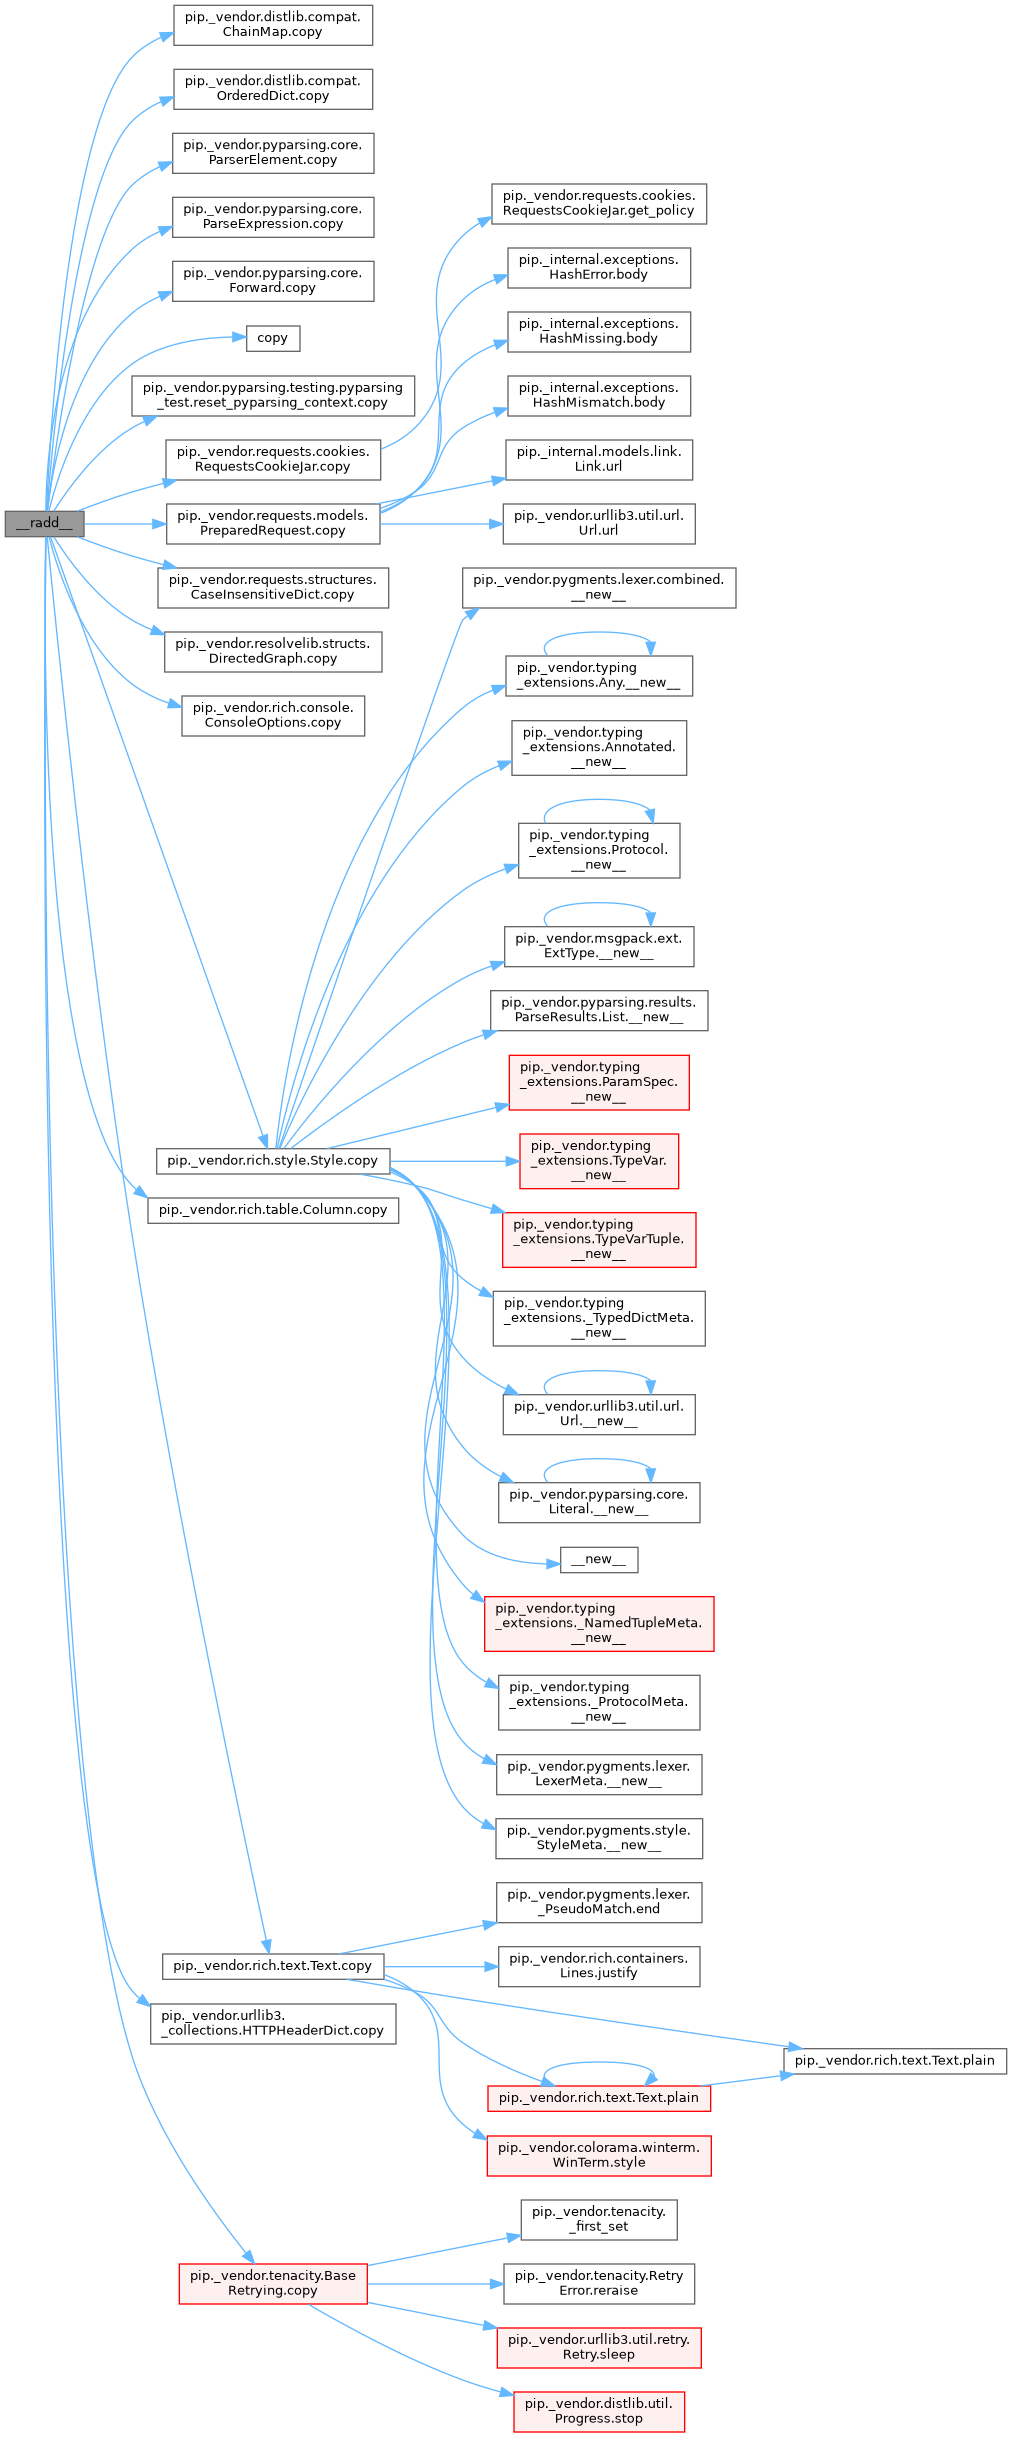 __radd__
pip._vendor.distlib.compat.
ChainMap.copy
pip._vendor.distlib.compat.
OrderedDict.copy
pip._vendor.pyparsing.core.
ParserElement.copy
pip._vendor.pyparsing.core.
ParseExpression.copy
pip._vendor.pyparsing.core.
Forward.copy
copy
pip._vendor.pyparsing.testing.pyparsing
_test.reset_pyparsing_context.copy
pip._vendor.requests.cookies.
RequestsCookieJar.copy
pip._vendor.requests.models.
PreparedRequest.copy
pip._vendor.requests.structures.
CaseInsensitiveDict.copy
pip._vendor.resolvelib.structs.
DirectedGraph.copy
pip._vendor.rich.console.
ConsoleOptions.copy
pip._vendor.rich.style.Style.copy
pip._vendor.rich.table.Column.copy
pip._vendor.rich.text.Text.copy
pip._vendor.urllib3.
_collections.HTTPHeaderDict.copy
pip._vendor.tenacity.Base
Retrying.copy
pip._vendor.requests.cookies.
RequestsCookieJar.get_policy
pip._internal.exceptions.
HashError.body
pip._internal.exceptions.
HashMissing.body
pip._internal.exceptions.
HashMismatch.body
pip._internal.models.link.
Link.url
pip._vendor.urllib3.util.url.
Url.url
pip._vendor.pygments.lexer.combined.
__new__
pip._vendor.typing
_extensions.Any.__new__
pip._vendor.typing
_extensions.Annotated.
__new__
pip._vendor.typing
_extensions.Protocol.
__new__
pip._vendor.msgpack.ext.
ExtType.__new__
pip._vendor.pyparsing.results.
ParseResults.List.__new__
pip._vendor.typing
_extensions.ParamSpec.
__new__
pip._vendor.typing
_extensions.TypeVar.
__new__
pip._vendor.typing
_extensions.TypeVarTuple.
__new__
pip._vendor.typing
_extensions._TypedDictMeta.
__new__
pip._vendor.urllib3.util.url.
Url.__new__
pip._vendor.pyparsing.core.
Literal.__new__
__new__
pip._vendor.typing
_extensions._NamedTupleMeta.
__new__
pip._vendor.typing
_extensions._ProtocolMeta.
__new__
pip._vendor.pygments.lexer.
LexerMeta.__new__
pip._vendor.pygments.style.
StyleMeta.__new__
pip._vendor.pygments.lexer.
_PseudoMatch.end
pip._vendor.rich.containers.
Lines.justify
pip._vendor.rich.text.Text.plain
pip._vendor.rich.text.Text.plain
pip._vendor.colorama.winterm.
WinTerm.style
pip._vendor.tenacity.
_first_set
pip._vendor.tenacity.Retry
Error.reraise
pip._vendor.urllib3.util.retry.
Retry.sleep
pip._vendor.distlib.util.
Progress.stop